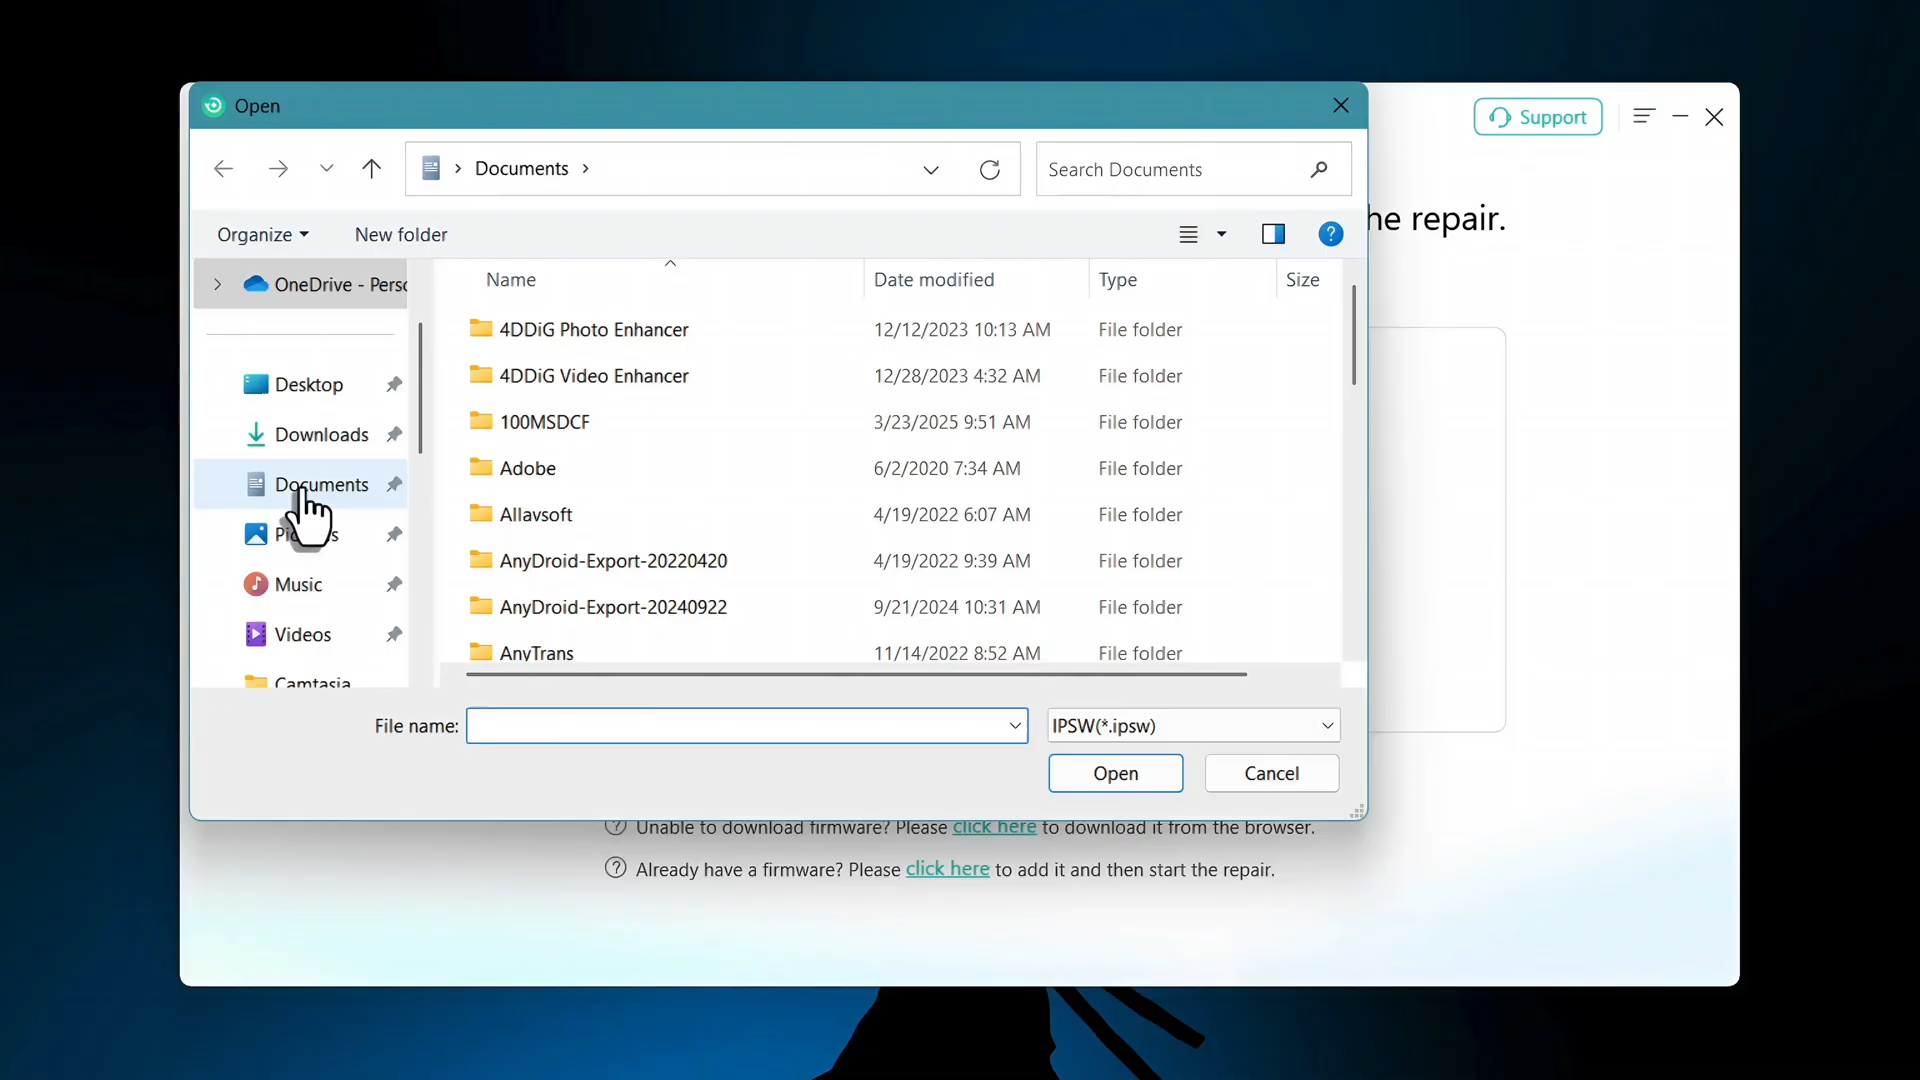 Open
Support
Documents
Search Documents
he repair.
Organize
New folder
OneDrive - Perso
Name
Date modified
Type
Size
4DDiG Photo Enhancer 12/12/2023 10:13 AM File folder
Desktop
4DDiG Video Enhancer 12/28/2023 4:32 AM File folder
Downloads
100MSDCF 3/23/2025 9:51 AM File folder
Adobe 6/2/2020 7:34 AM File folder
Documents
Allavsoft 4/19/2022 6:07 AM File folder
AnyDroid-Export-20220420 4/19/2022 9:39 AM File folder
Music
AnyDroid-Export-20240922 9/21/2024 10:31 AM File folder
Videos
AnyTrans 11/14/2022 8:52 AM File folder
Camtasia
File name:
IPSW(*.ipsw)
Open
Cancel
Unable to download firmware? Please click here to download it from the browser.
Already have a firmware? Please click here to add it and then start the repair.